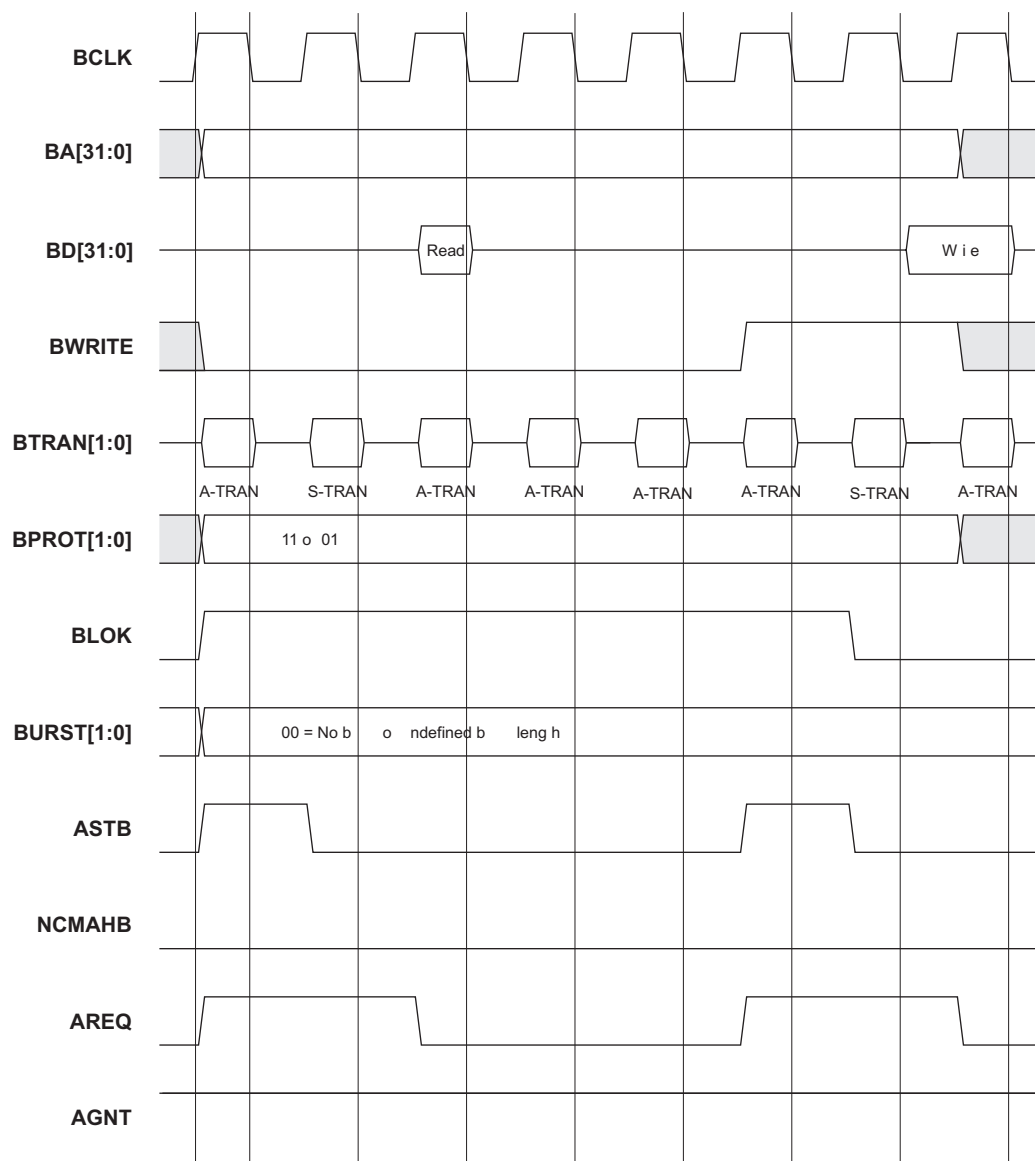 BCLK
BA[31:0]
BD[31:0]
Read
W i e
BWRITE
BTRAN[1:0]
A-TRAN S-TRAN A-TRAN A-TRAN A-TRAN A-TRAN S-TRAN A-TRAN
BPROT[1:0]
11 o 01
BLOK
BURST[1:0]
00 = No b o ndefined b leng h
ASTB
NCMAHB
AREQ
AGNT